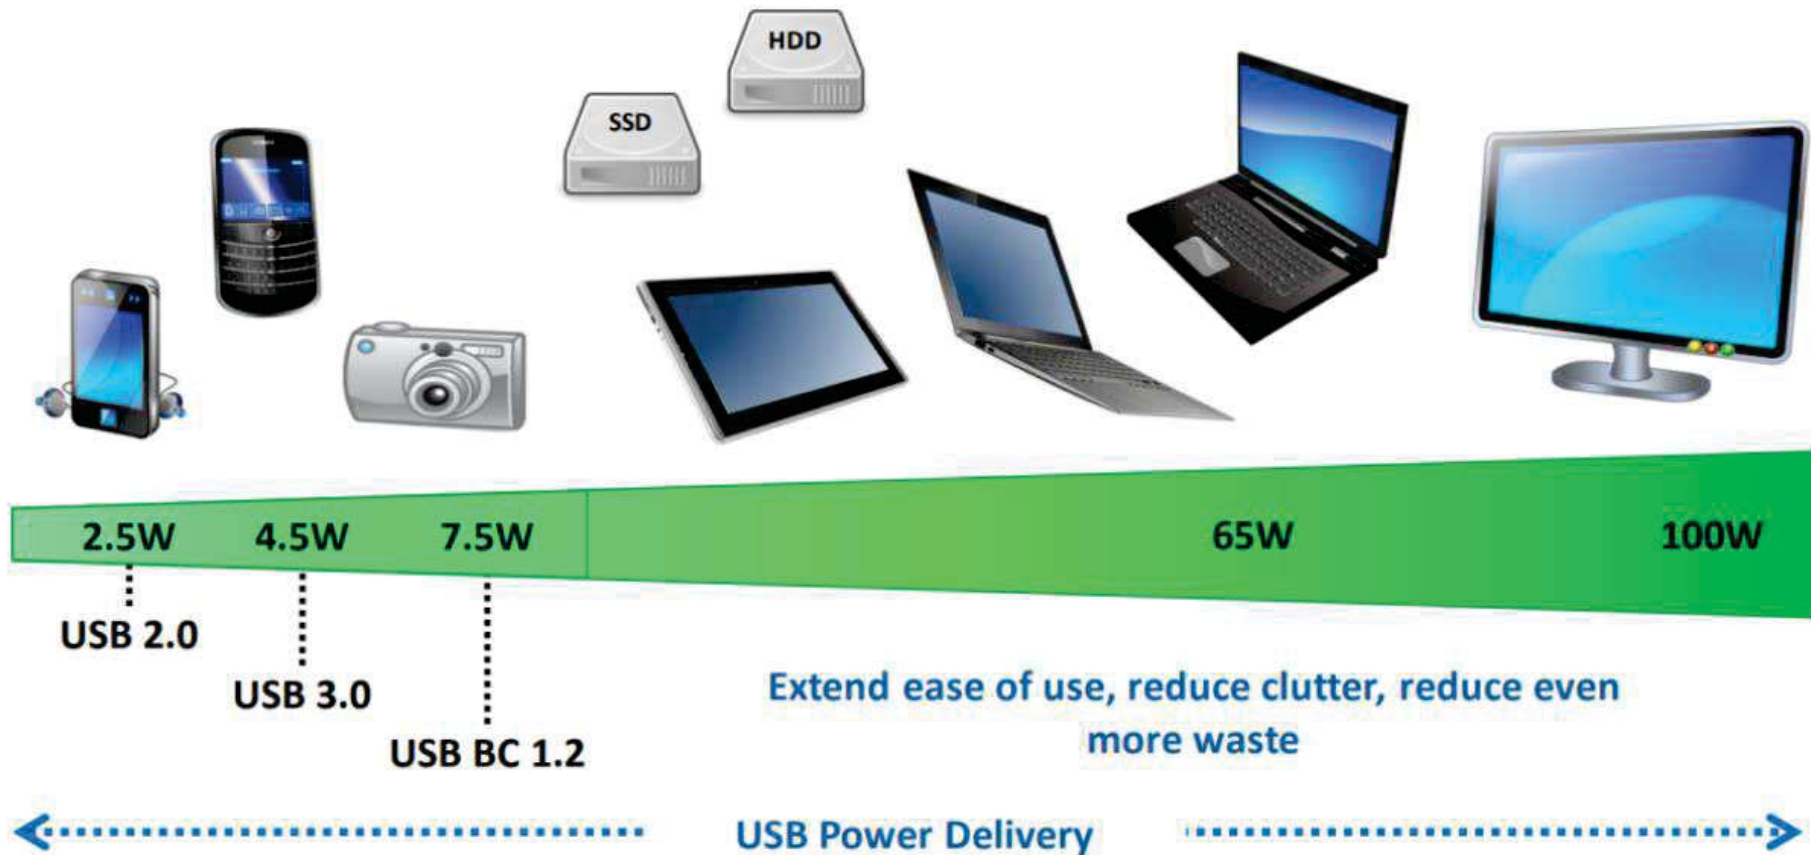 HDD
SSD
2.5W 4.5W 7.5W 65W 100W
USB 2.0
USB 3.0
USB BC 1.2
Extend ease of use, reduce clutter, reduce even
more waste
USB Power Delivery